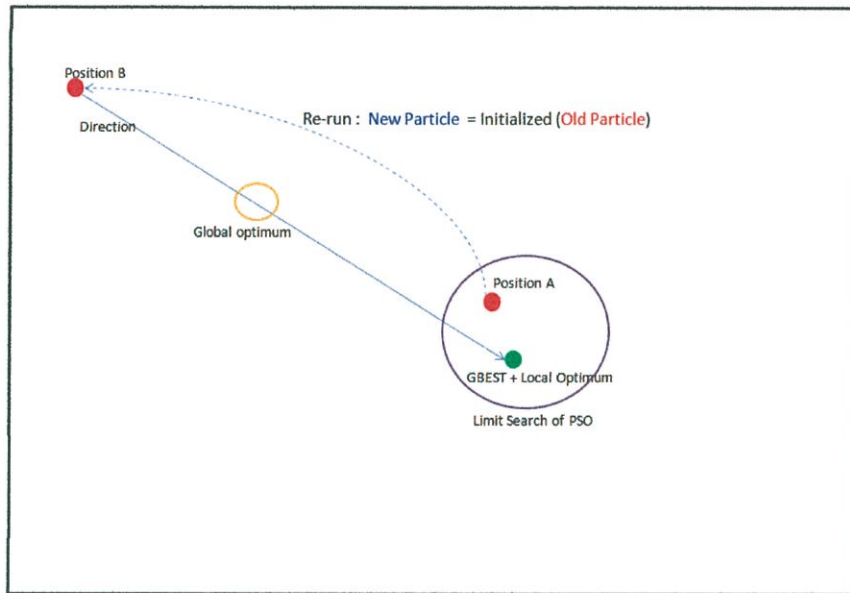 Position B
Re-run : New Particle = Initialized (Old Particle)
Direction
Global optimum
Position A
GBEST + Local Optimum
Limit Search of PSO